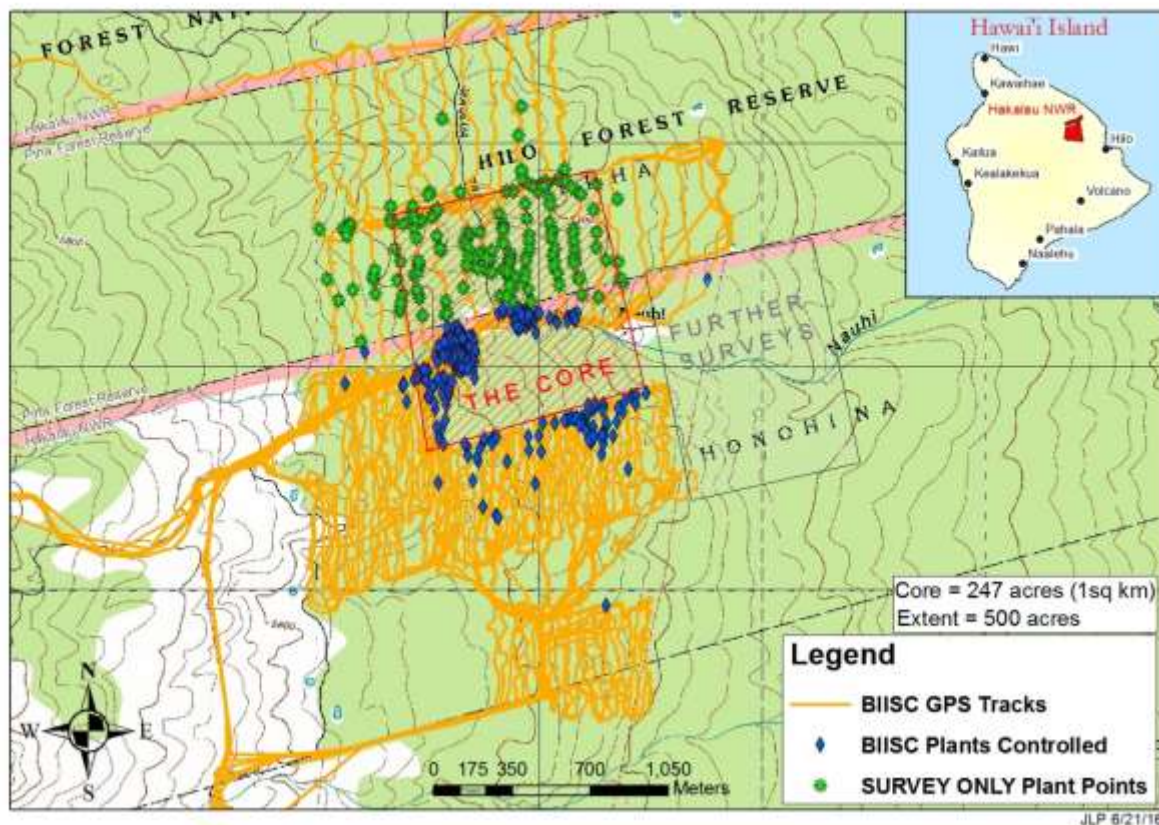 FOREST NAT
Hakalau NWR
Piha Forest Reserve
HILO FOREST RESERVE
HA
Piha Forest Reserve
Hakalau NWR
THE CORE
FURTHER
SURVEYS
Nauhi
HONOHINA
Hawai'i Island
Hawi
Kawaihae
Hakalau NWR
Hilo
Kailua
Kealakekua
Volcano
Pahala
Naalehu
Core = 247 acres (1sq km)
Extent = 500 acres
Legend
BIISC GPS Tracks
BIISC Plants Controlled
SURVEY ONLY Plant Points
N
W E
S
0 175 350 700 1,050
Meters
JLP 6/21/16